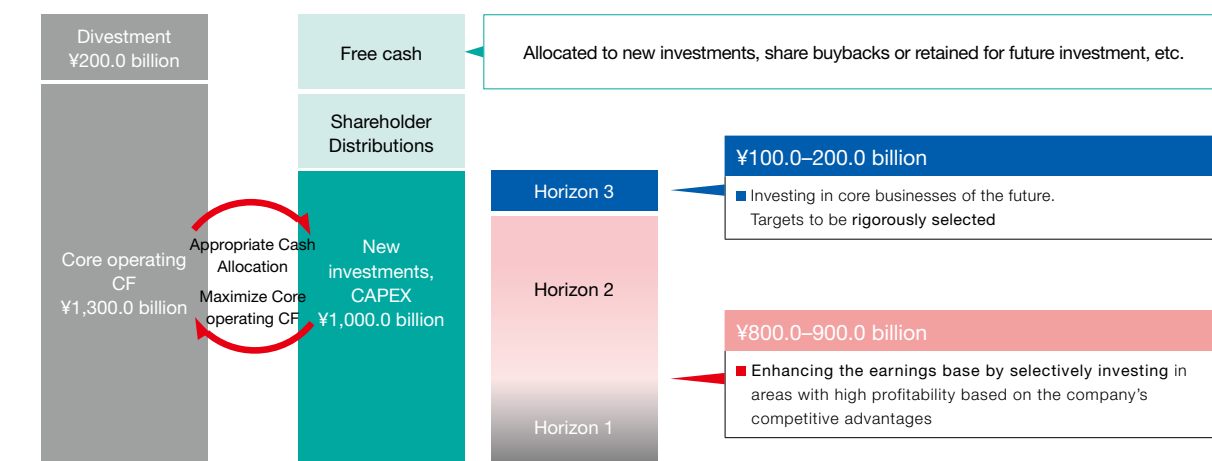 Divestment
¥200.0 billion
Core operating
CF
¥1,300.0 billion
Appropriate Cash
Allocation
Maximize Core
operating CF
Free cash
Shareholder
Distributions
New
investments,
CAPEX
¥1,000.0 billion
Allocated to new investments, share buybacks or retained for future investment, etc.
Horizon 3
Horizon 2
Horizon 1
¥100.0–200.0 billion
Investing in core businesses of the future.
Targets to be rigorously selected
¥800.0–900.0 billion
Enhancing the earnings base by selectively investing in
areas with high profitability based on the company’s
competitive advantages